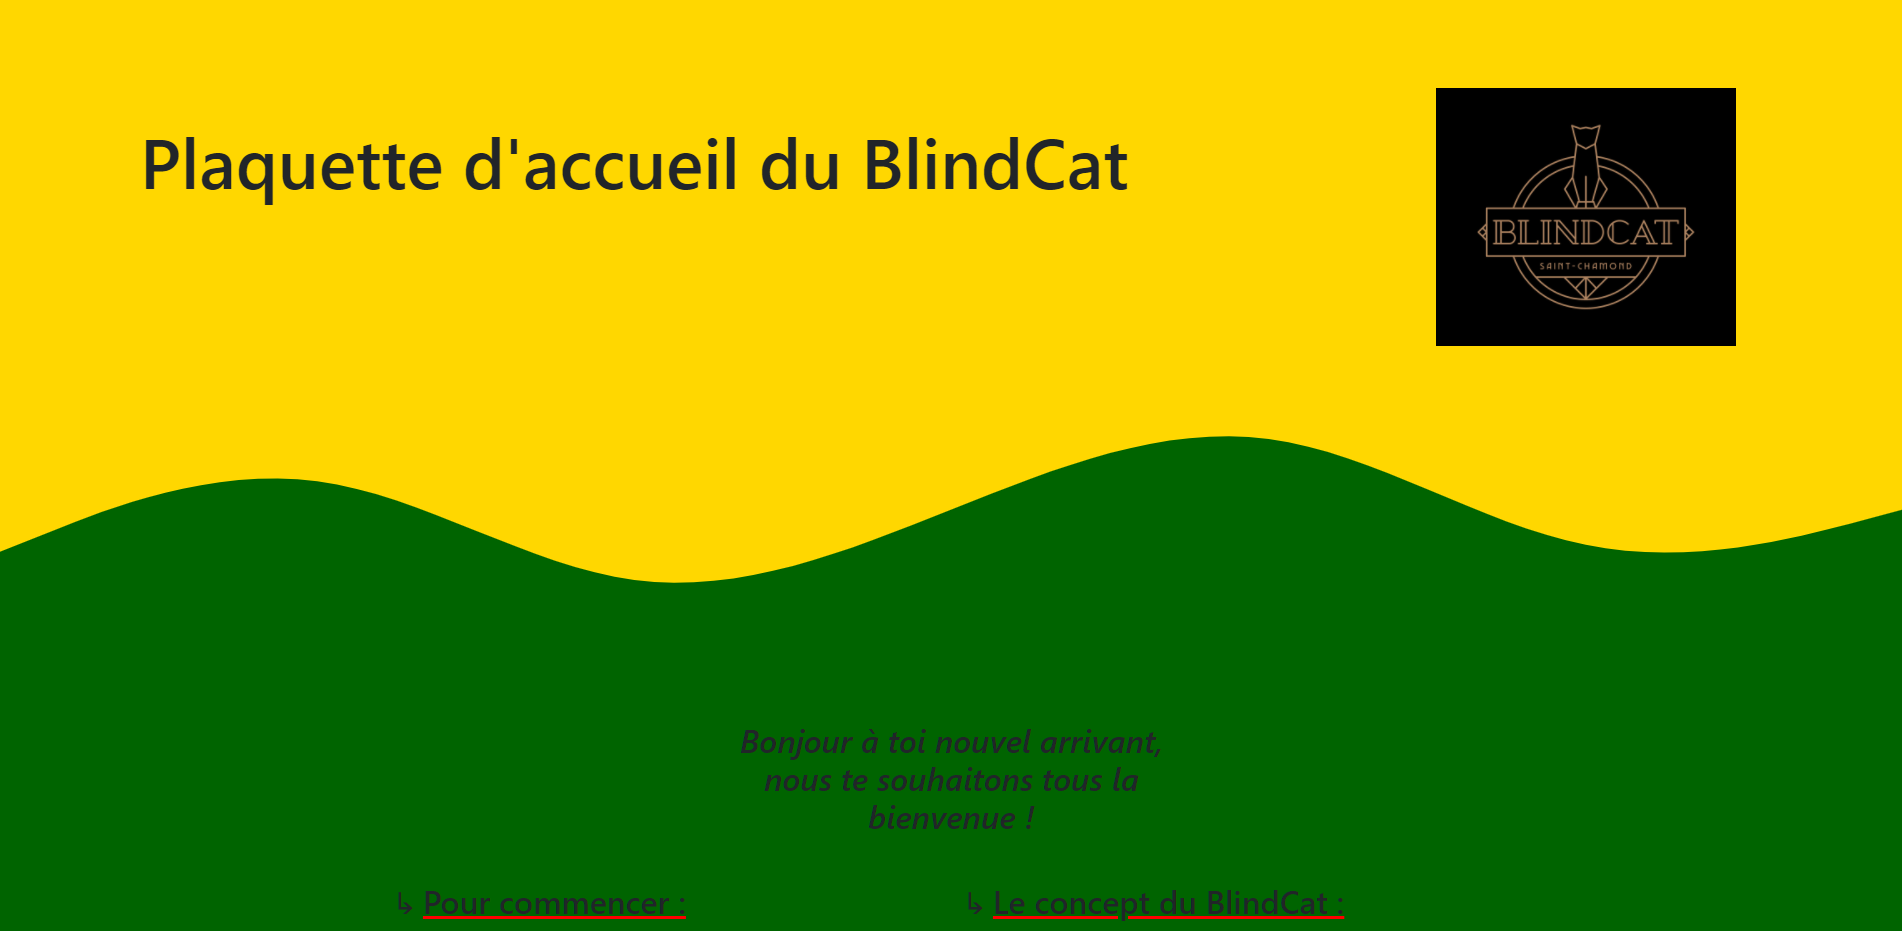 Plaquette d'accueil du BlindCat
BLINDCAT
SAINT-CHAMOND
Bonjour à toi nouvel arrivant,
nous te souhaitons tous la
bienvenue !
↳ Pour commencer :
↳ Le concept du BlindCat :